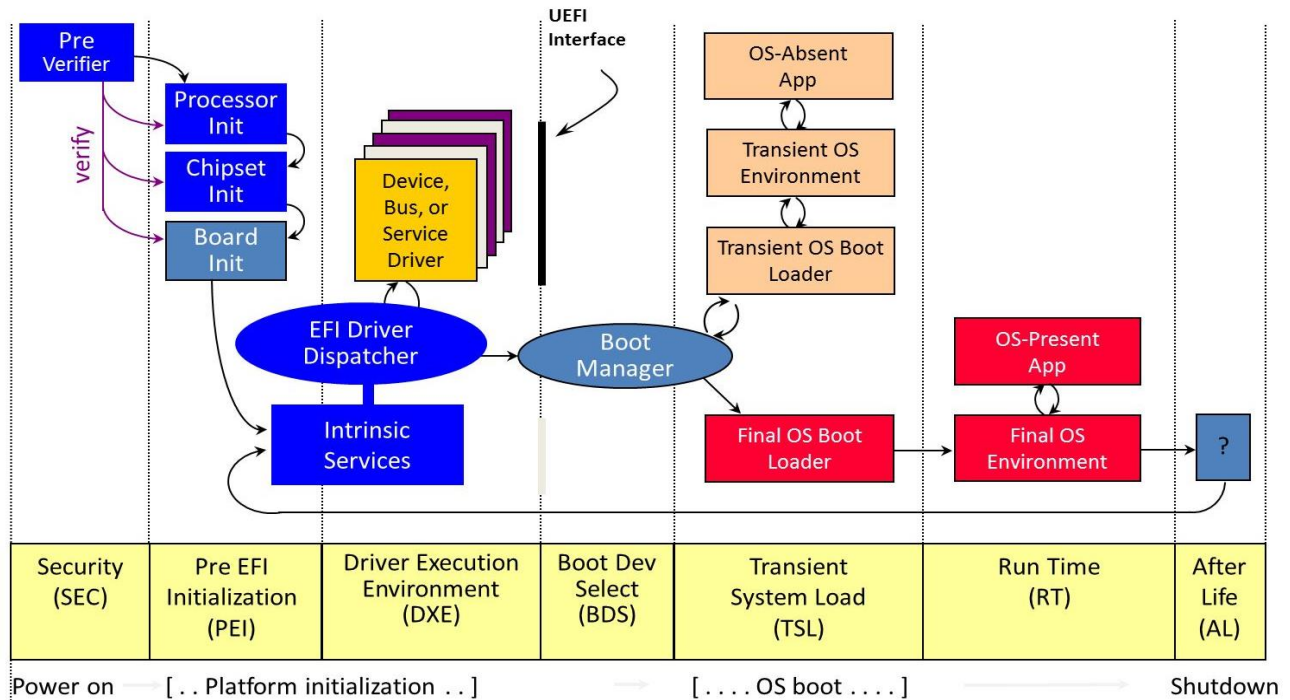 Pre
Verifier
verify
Processor
Init
Chipset
Init
Board
Init
Device,
Bus, or
Service
Driver
EFI Driver
Dispatcher
Intrinsic
Services
UEFI
Interface
Boot
Manager
OS-Absent
App
Transient OS
Environment
Transient OS Boot
Loader
Final OS Boot
Loader
OS-Present
App
Final OS
Environment
?
Security
(SEC)
Pre EFI
Initialization
(PEI)
Driver Execution
Environment
(DXE)
Boot Dev
Select
(BDS)
Transient
System Load
(TSL)
Run Time
(RT)
After
Life
(AL)
Power on
[ . . Platform initialization . . ]
[ . . . . OS boot . . . . ]
Shutdown